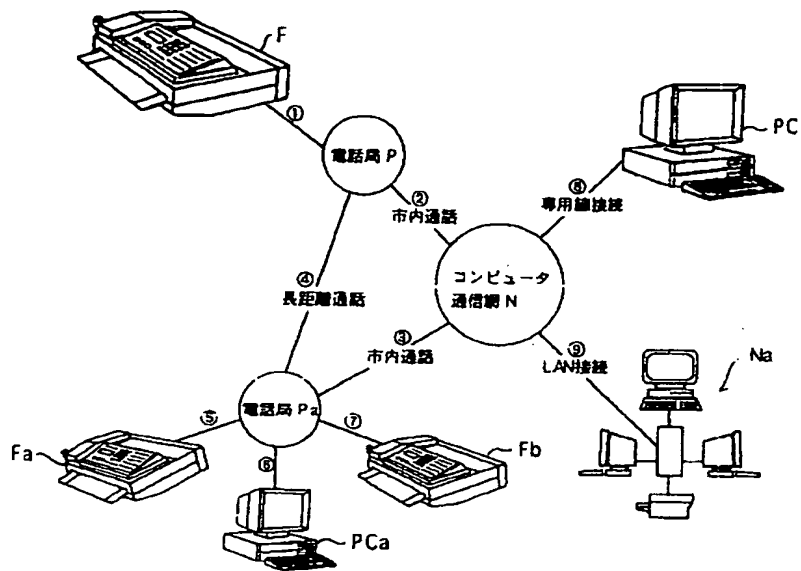 F
①
電話局 P
PC
②
市内通話
⑧
専用線接続
コンピュータ
通信網 N
④
長距離通話
③
市内通話
⑨
LAN接続
Na
電話局 Pa
⑤
⑦
Fa
Fb
⑥
PCa